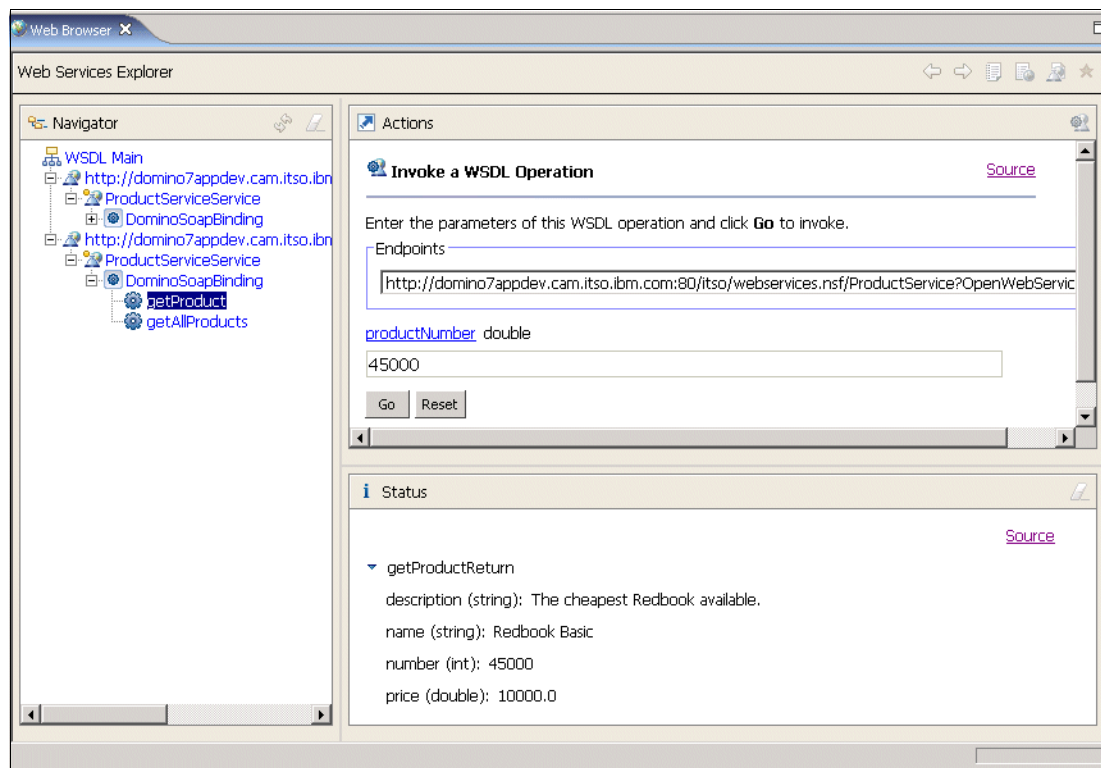 Web Browser
Web Services Explorer
Navigator
WSDL Main
http://domino7appdev.cam.itso.ibn
ProductServiceService
DominoSoapBinding
http://domino7appdev.cam.itso.ibn
ProductServiceService
DominoSoapBinding
getProduct
getAllProducts
Actions
Invoke a WSDL Operation Source
Enter the parameters of this WSDL operation and click Go to invoke.
Endpoints
http://domino7appdev.cam.itso.ibm.com:80/itso/webservices.nsf/ProductService?OpenWebServic
productNumber double
45000
Go Reset
i Status
Source
getProductReturn
description (string): The cheapest Redbook available.
name (string): Redbook Basic
number (int): 45000
price (double): 10000.0